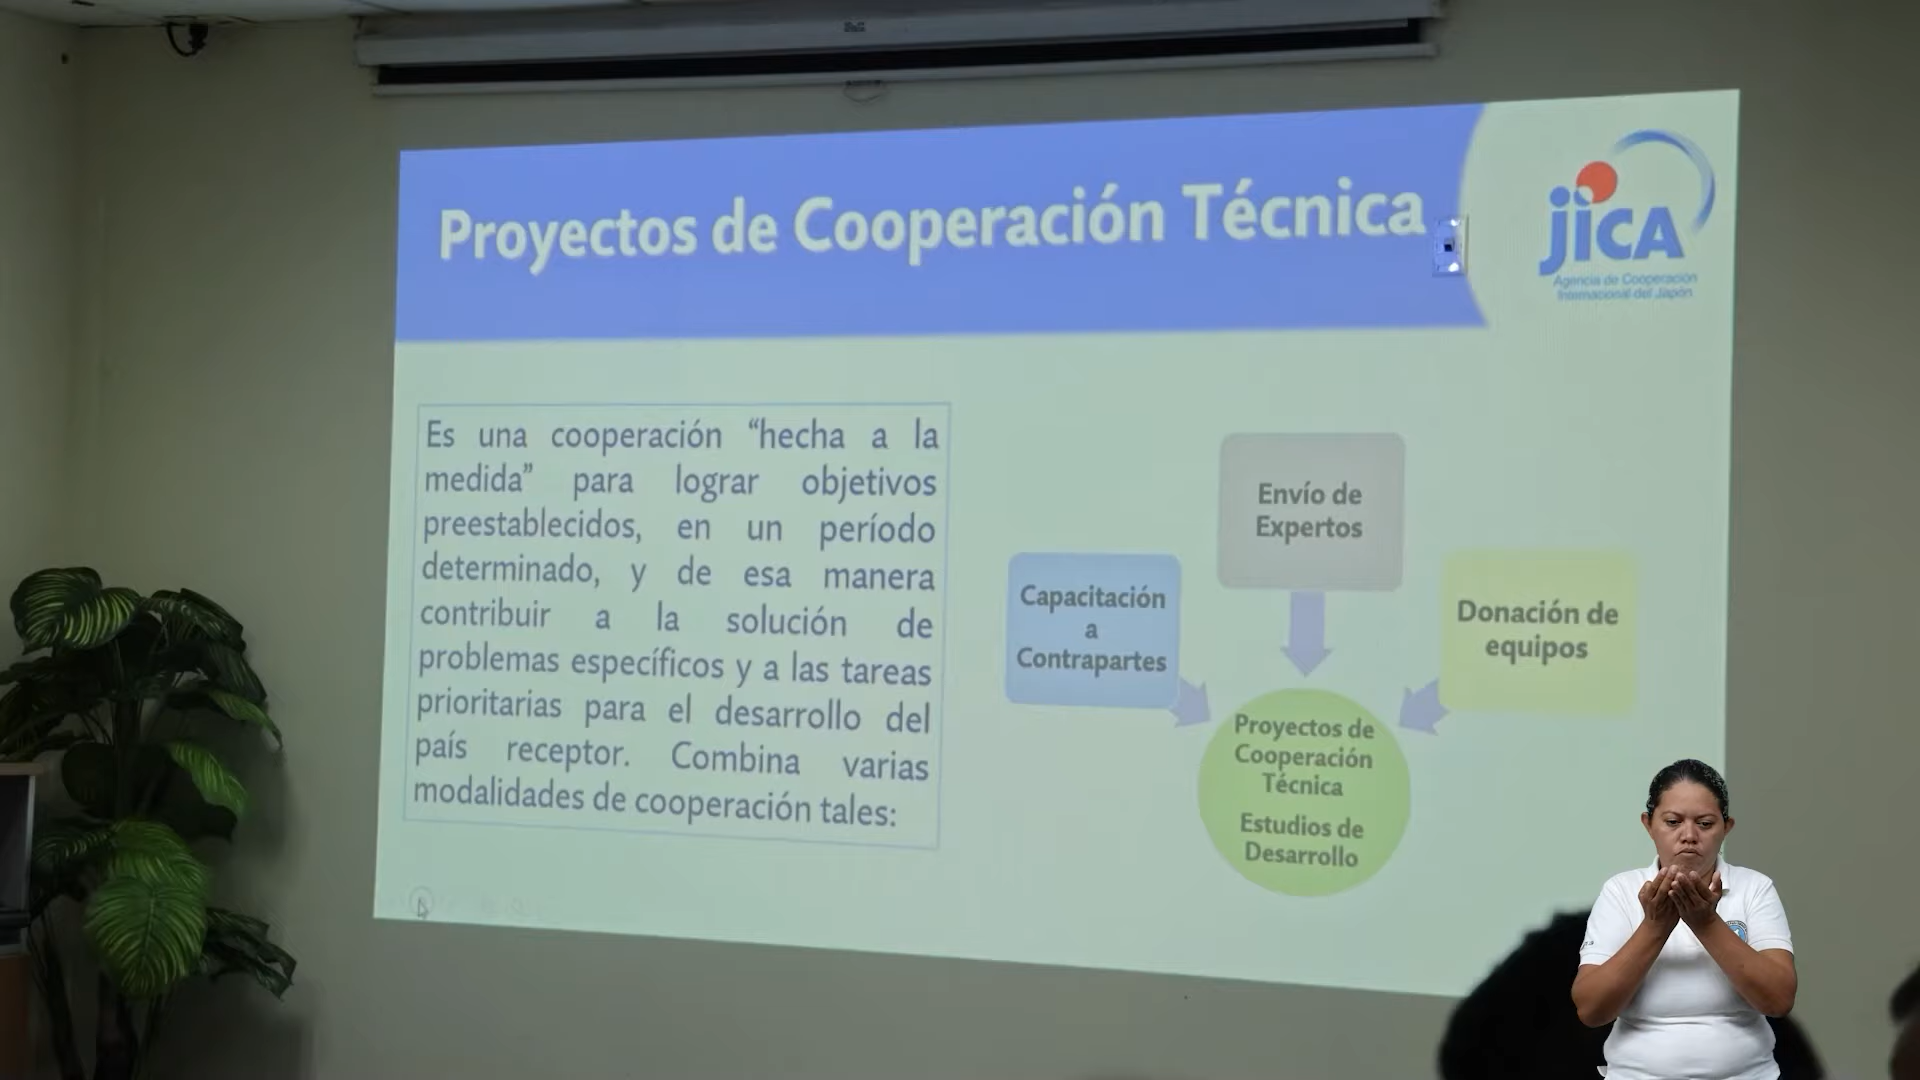 Proyectos de Cooperación Técnica
jica
Agencia de Cooperación
Internacional del Japón
Es una cooperación “hecha a la
medida” para lograr objetivos
preestablecidos, en un período
determinado, y de esa manera
contribuir a la solución de
problemas específicos y a las tareas
prioritarias para el desarrollo del
país receptor. Combina varias
modalidades de cooperación tales:
Envío de
Expertos
Capacitación
a
Contrapartes
Donación de
equipos
Proyectos de
Cooperación
Técnica
Estudios de
Desarrollo